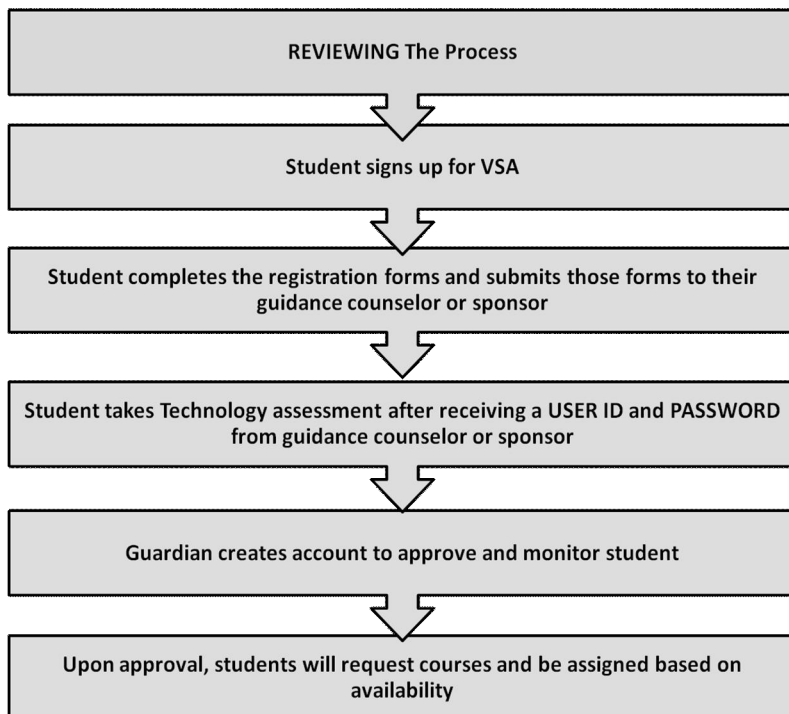 REVIEWING The Process
Student signs up for VSA
Student completes the registration forms and submits those forms to their
guidance counselor or sponsor
Student takes Technology assessment after receiving a USER ID and PASSWORD
from guidance counselor or sponsor
Guardian creates account to approve and monitor student
Upon approval, students will request courses and be assigned based on
availability